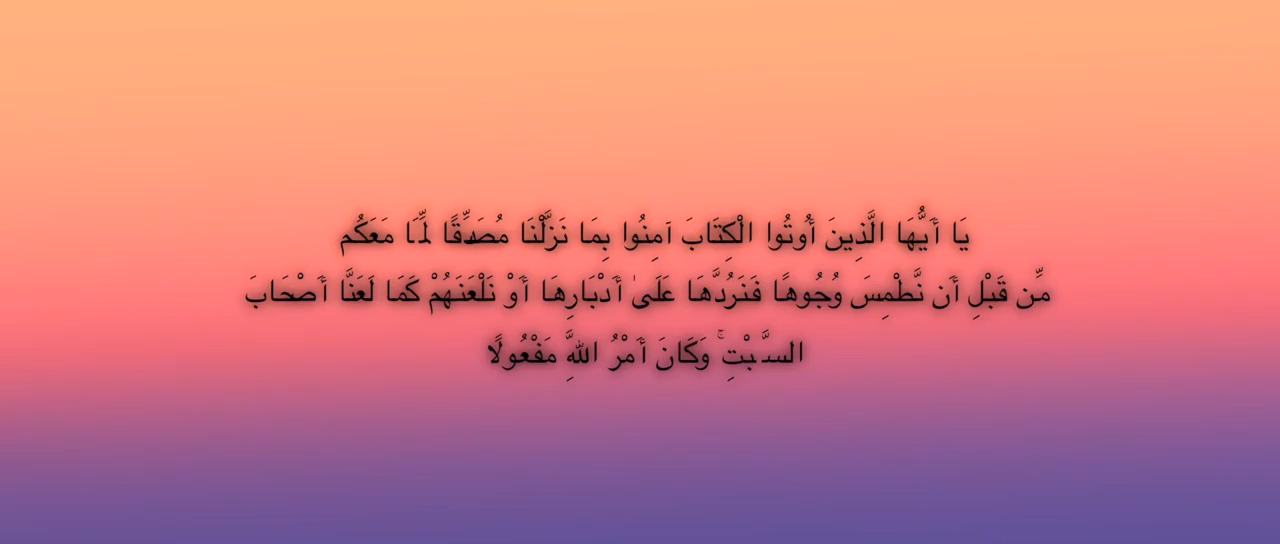 يَا أَيُّهَا الَّذِينَ أُوتُوا الْكِتَابَ آمِنُوا بِمَا نَزَّلْنَا مُصَدِّقًا لِّمَا مَعَكُم
مِّن قَبْلِ أَن نَّطْمِسَ وُجُوهًا فَنَرُدَّهَا عَلَىٰ أَدْبَارِهَا أَوْ نَلْعَنَهُمْ كَمَا لَعَنَّا أَصْحَابَ
السَّبْتِ ۚ وَكَانَ أَمْرُ اللَّهِ مَفْعُولًا